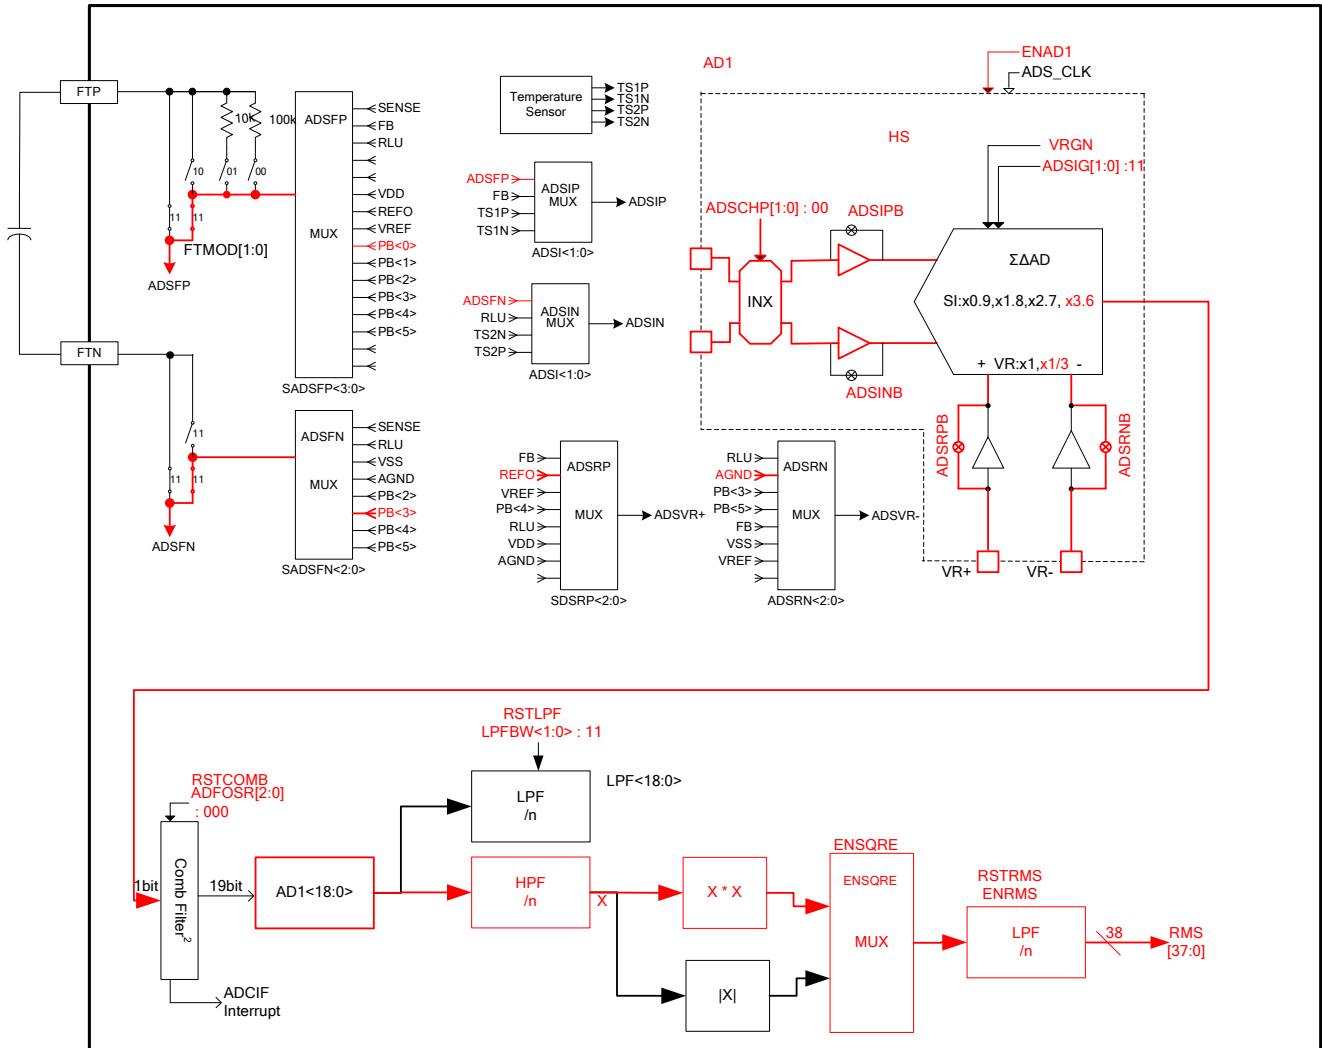 FTP
10k
100k
10
01
00
11
11
FTMOD[1:0]
ADSFP
ADSFP
MUX
SENSE
FB
RLU
VDD
REFO
VREF
PB<0>
PB<1>
PB<2>
PB<3>
PB<4>
PB<5>
SADSFP<3:0>
FTN
11
11
11
ADSFN
ADSFN
MUX
SENSE
RLU
VSS
AGND
PB<2>
PB<3>
PB<4>
PB<5>
SADSFN<2:0>
Temperature
Sensor
TS1P
TS1N
TS2P
TS2N
ADSFP
FB
TS1P
TS1N
ADSIP
MUX
ADSIP
ADSI<1:0>
ADSFN
RLU
TS2N
TS2P
ADSIN
MUX
ADSIN
ADSI<1:0>
FB
REFO
VREF
PB<4>
RLU
VDD
AGND
ADSRP
MUX
ADSVR+
SDSRP<2:0>
RLU
AGND
PB<3>
PB<5>
FB
VSS
VREF
ADSRN
MUX
ADSVR-
ADSRN<2:0>
AD1
ENAD1
ADS_CLK
HS
VRGN
ADSIG[1:0] :11
ADSCHP[1:0] : 00
INX
ADSIPB
ADSINB
ΣΔAD
SI:x0.9,x1.8,x2.7, x3.6
+ VR:x1,x1/3 -
ADSRPB
ADSRNB
VR+
VR-
RSTLPF
LPFBW<1:0> : 11
LPF
/n
LPF<18:0>
RSTCOMB
ADFOSR[2:0]
: 000
1bit
Comb Filter2
19bit
ADCIF
Interrupt
AD1<18:0>
HPF
/n
X
X * X
|X|
ENSQRE
ENSQRE
MUX
RSTRMS
ENRMS
LPF
/n
38
RMS
[37:0]